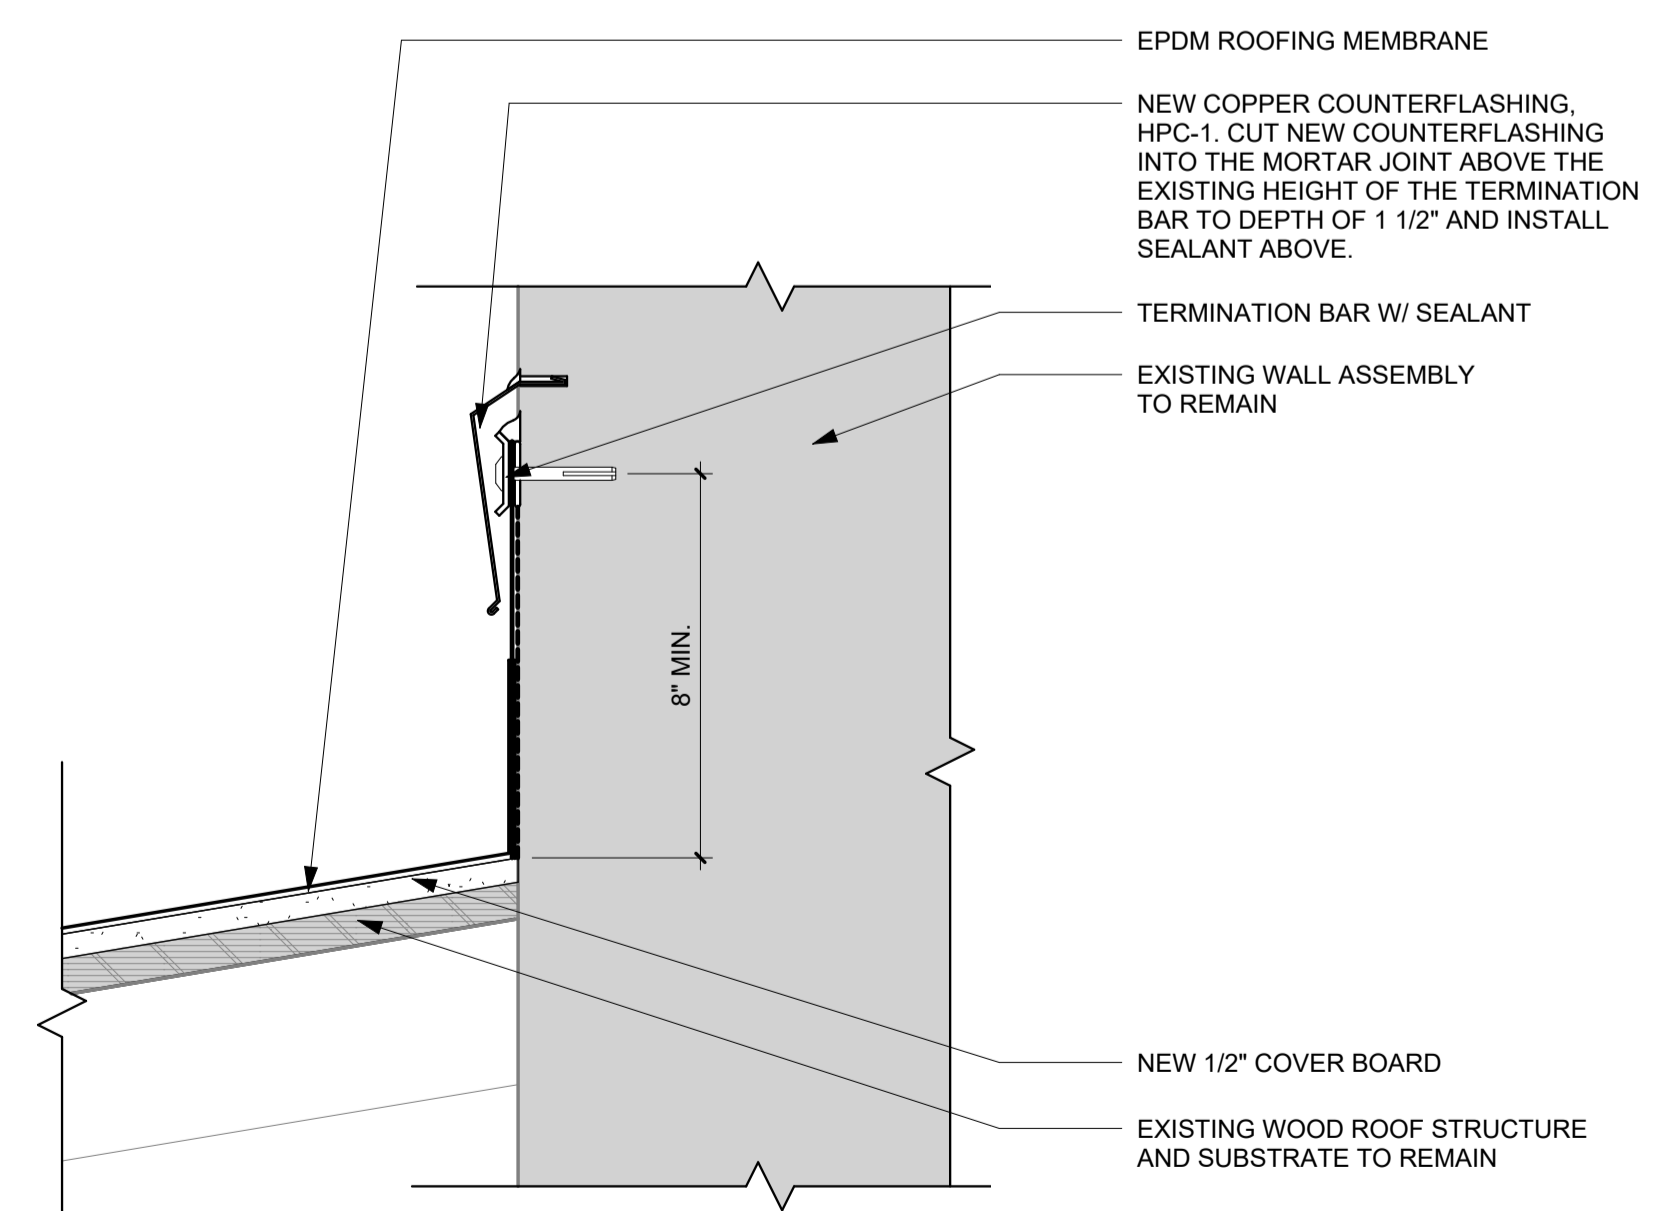 EPDM ROOFING MEMBRANE
NEW COPPER COUNTERFLASHING,
HPC-1. CUT NEW COUNTERFLASHING
INTO THE MORTAR JOINT ABOVE THE
EXISTING HEIGHT OF THE TERMINATION
BAR TO DEPTH OF 1 1/2" AND INSTALL
SEALANT ABOVE.
TERMINATION BAR W/ SEALANT
EXISTING WALL ASSEMBLY
TO REMAIN
8" MIN.
NEW 1/2" COVER BOARD
EXISTING WOOD ROOF STRUCTURE
AND SUBSTRATE TO REMAIN